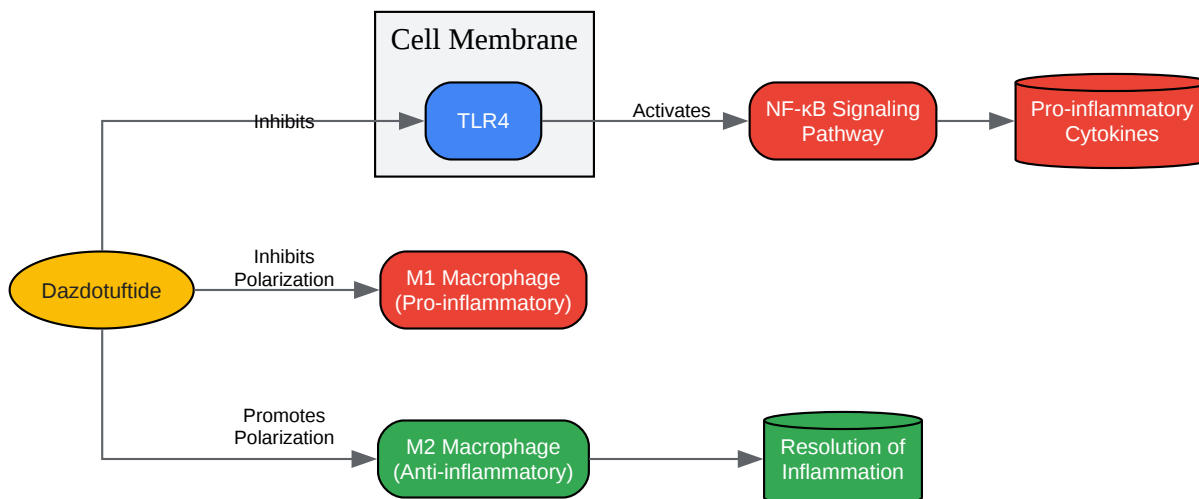 Cell Membrane
Inhibits
TLR4
Activates
NF-κB Signaling
Pathway
Pro-inflammatory
Cytokines
Dazdotuftide
Inhibits
Polarization
M1 Macrophage
(Pro-inflammatory)
Promotes
Polarization
M2 Macrophage
(Anti-inflammatory)
Resolution of
Inflammation